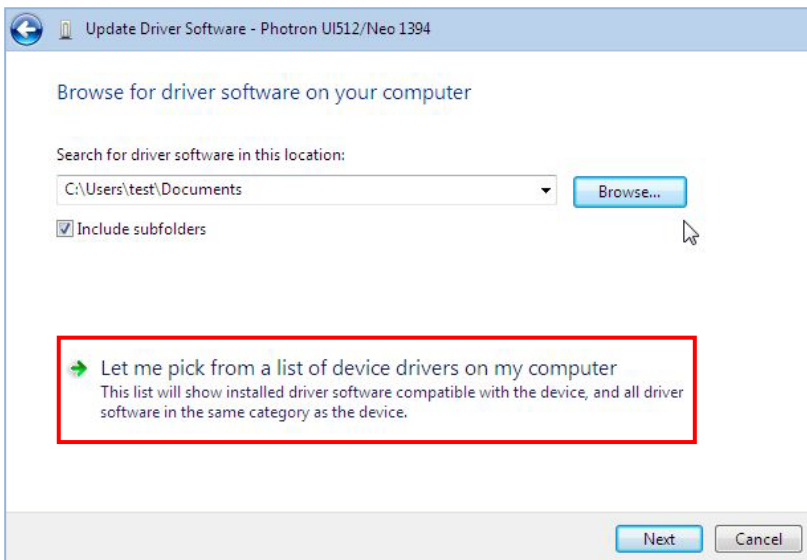 Update Driver Software - Photron UI512/Neo 1394
Browse for driver software on your computer
Search for driver software in this location:
C:\Users\test\Documents
Browse...
Include subfolders
Let me pick from a list of device drivers on my computer
This list will show installed driver software compatible with the device, and all driver
software in the same category as the device.
Next
Cancel